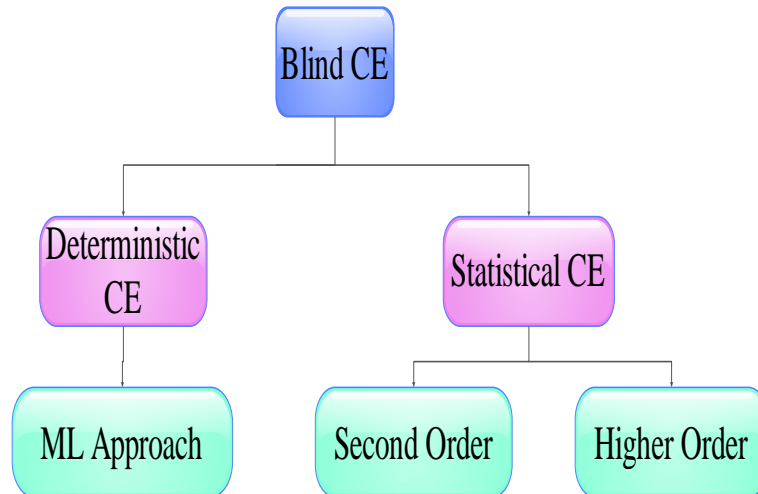 Blind CE
Deterministic
CE
Statistical CE
ML Approach
Second Order
Higher Order